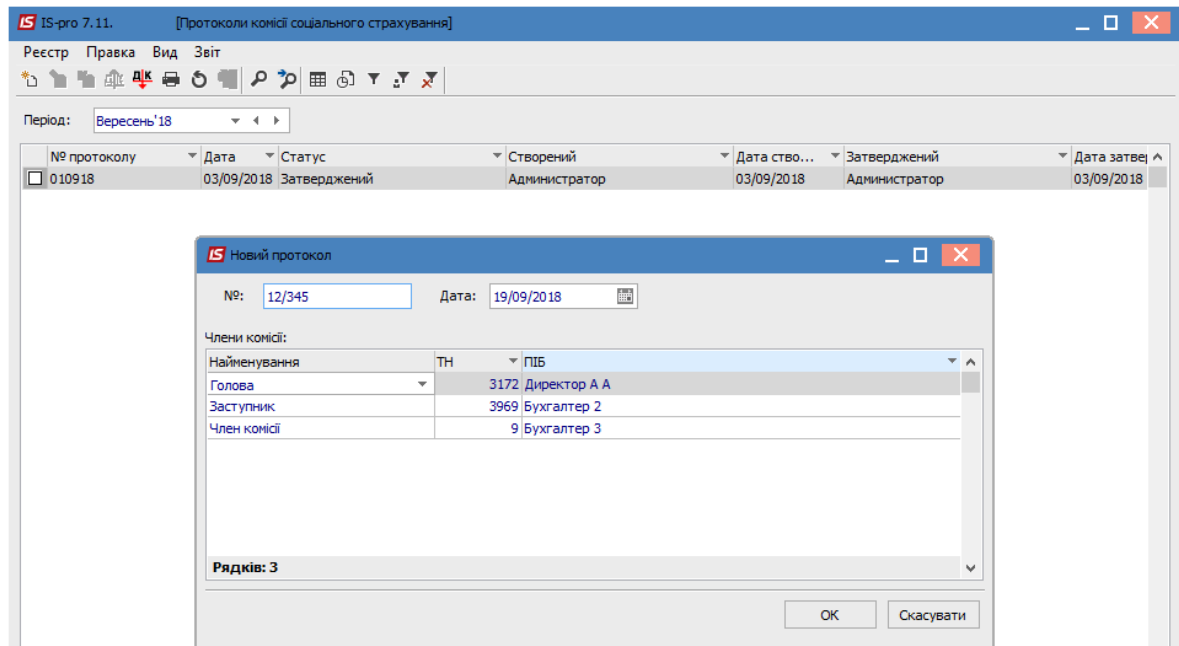 IS IS-pro 7.11. [Протоколи комісії соціального страхування]
Реєстр Правка Вид Звіт
Період: Вересень'18
№ протоколу Дата Статус Створений Дата ство... Затверджений Дата затвер
010918 03/09/2018 Затверджений Администратор 03/09/2018 Администратор 03/09/2018
IS Новий протокол
№: 12/345 Дата: 19/09/2018
Члени комісії:
Найменування ТН ПІБ
Голова 3172 Директор А А
Заступник 3969 Бухгалтер 2
Член комісії 9 Бухгалтер 3
Рядків: 3
ОК Скасувати